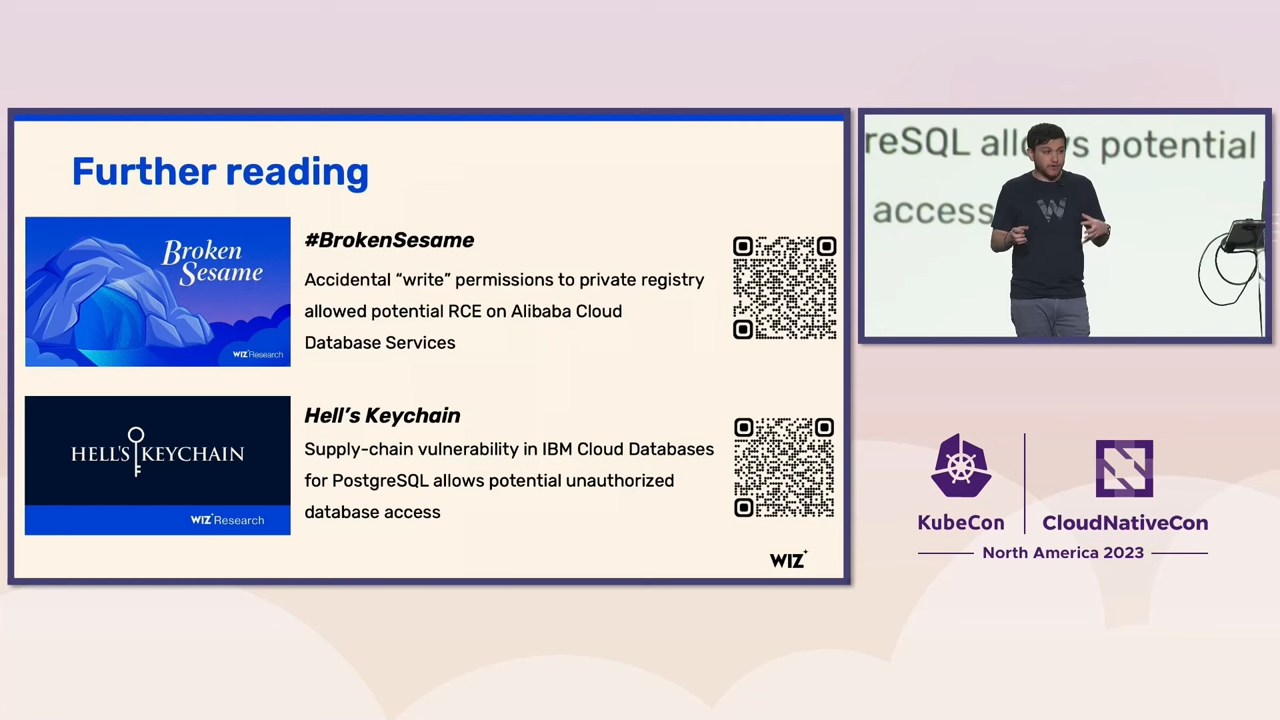 Further reading
Broken
Sesame
WIZ Research
#BrokenSesame
Accidental “write” permissions to private registry
allowed potential RCE on Alibaba Cloud
Database Services
HELL'S KEYCHAIN
WIZ Research
Hell’s Keychain
Supply-chain vulnerability in IBM Cloud Databases
for PostgreSQL allows potential unauthorized
database access
WIZ
reSQL allows potential
access
W
KubeCon
CloudNativeCon
North America 2023